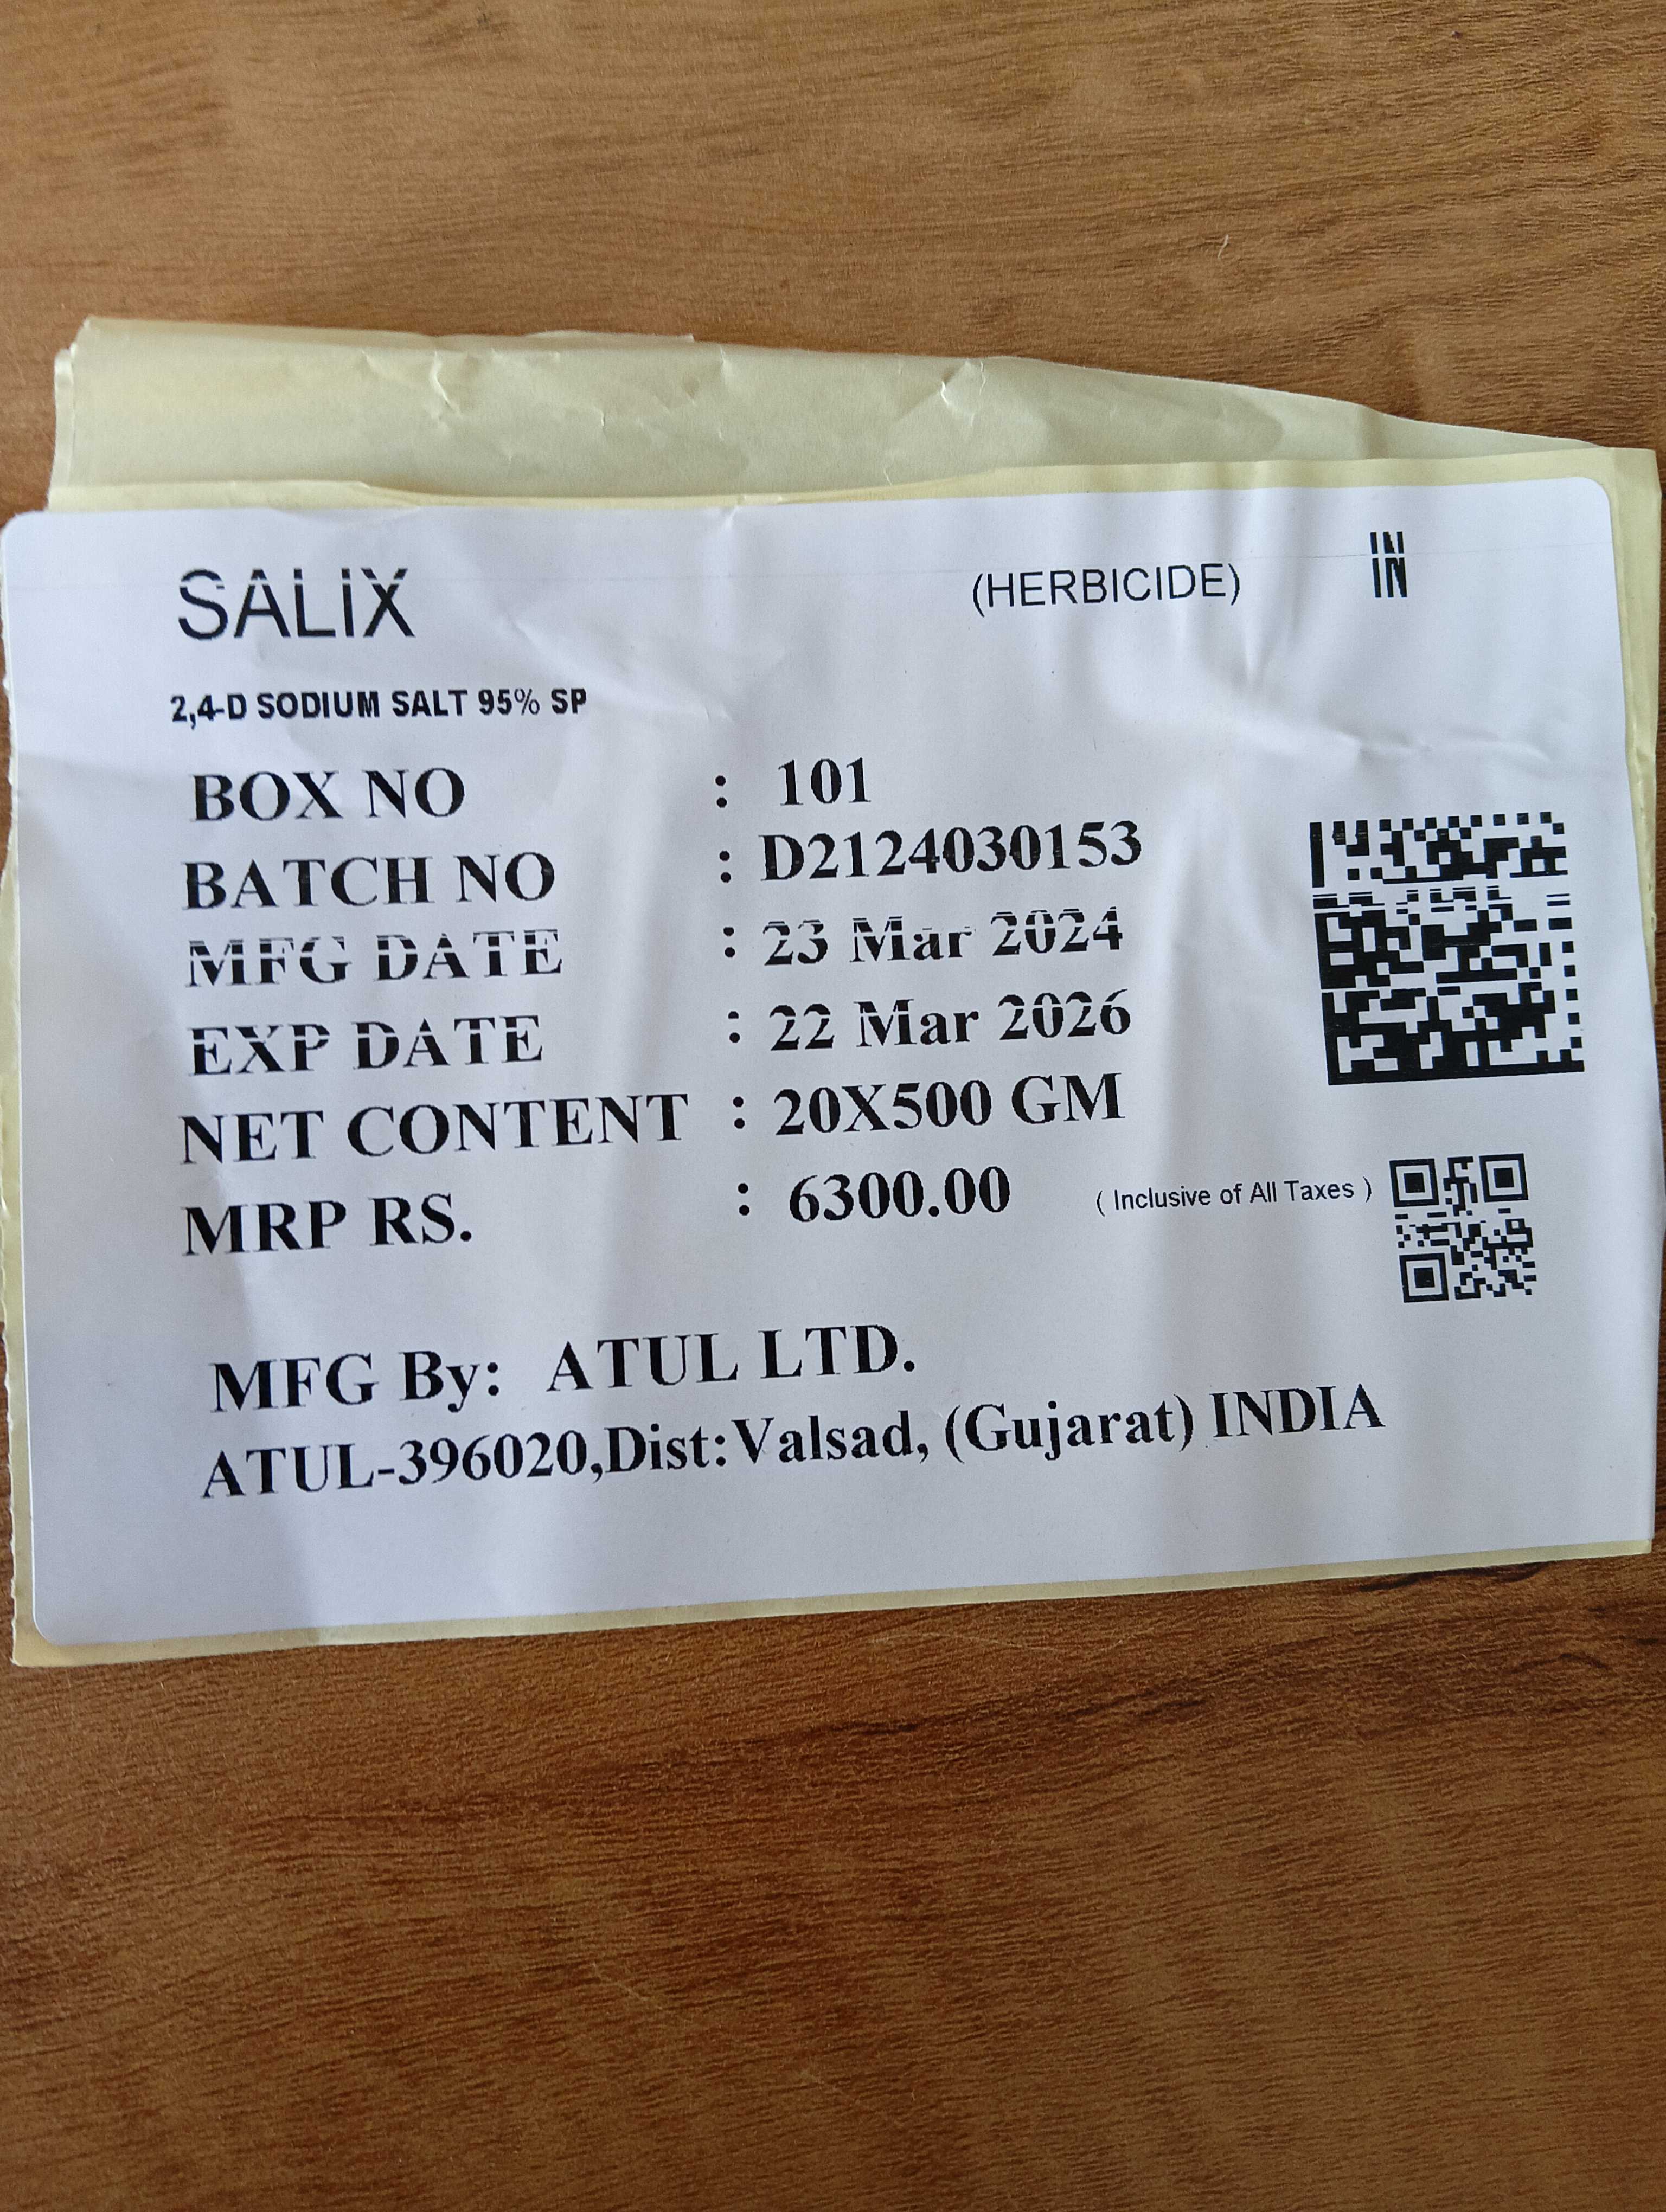 SALiX (HERBICIDE) IN
2,4-D SODIUM SALT 95% SP
BOX NO : 101
BATCH NO : D2124030153
MFG DATE : 23 Mar 2024
EXP DATE : 22 Mar 2026
NET CONTENT : 20X500 GM
MRP RS. : 6300.00 ( Inclusive of All Taxes )
MFG By: ATUL LTD.
ATUL-396020,Dist:Valsad, (Gujarat) INDIA